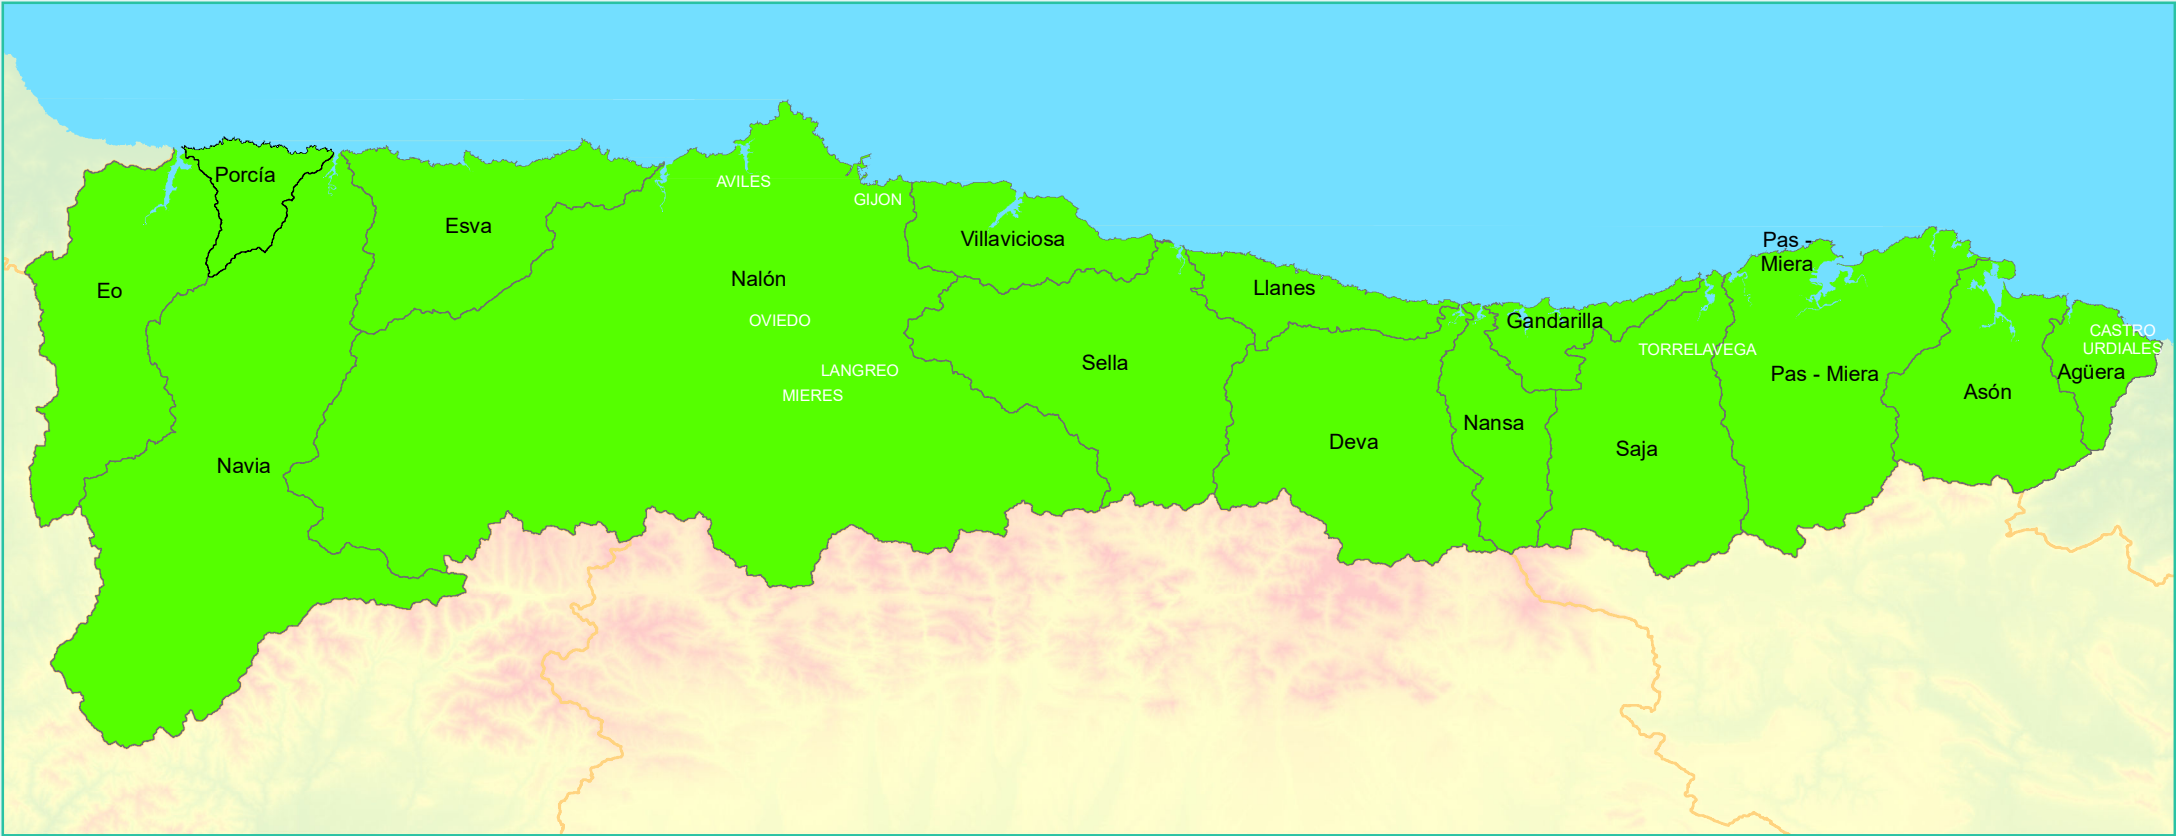 Porcía
AVILES
GIJON
Esva
Villaviciosa
Pas -
Miera
Eo
Nalón
Llanes
OVIEDO
Gandarilla
CASTRO
URDIALES
TORRELAVEGA
Sella
LANGREO
Pas - Miera
Agüera
MIERES
Asón
Nansa
Deva
Saja
Navia